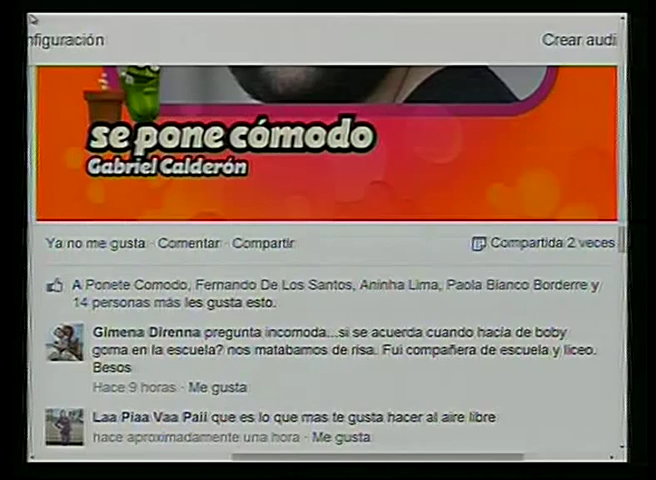 nfiguración
Crear audi
se pone cómodo
Gabriel Calderón
Ya no me gusta · Comentar · Compartir
Compartida 2 veces
A Ponete Comodo, Fernando De Los Santos, Aninha Lima, Paola Bianco Borderre y
14 personas más les gusta esto.
Gimena Direnna pregunta incomoda...si se acuerda cuando hacia de boby
goma en la escuela? nos matabamos de risa. Fui compañera de escuela y liceo.
Besos
Hace 9 horas · Me gusta
Laa Piaa Vaa Paii que es lo que mas te gusta hacer al aire libre
hace aproximadamente una hora · Me gusta